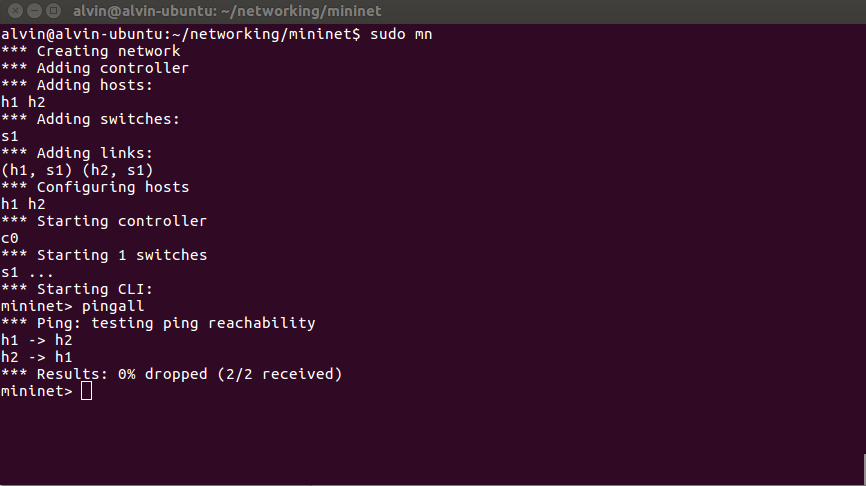 alvin@alvin-ubuntu: ~/networking/mininet
alvin@alvin-ubuntu:~/networking/mininet$ sudo mn
*** Creating network
*** Adding controller
*** Adding hosts:
h1 h2
*** Adding switches:
s1
*** Adding links:
(h1, s1) (h2, s1)
*** Configuring hosts
h1 h2
*** Starting controller
c0
*** Starting 1 switches
s1 ...
*** Starting CLI:
mininet> pingall
*** Ping: testing ping reachability
h1 -> h2
h2 -> h1
*** Results: 0% dropped (2/2 received)
mininet>